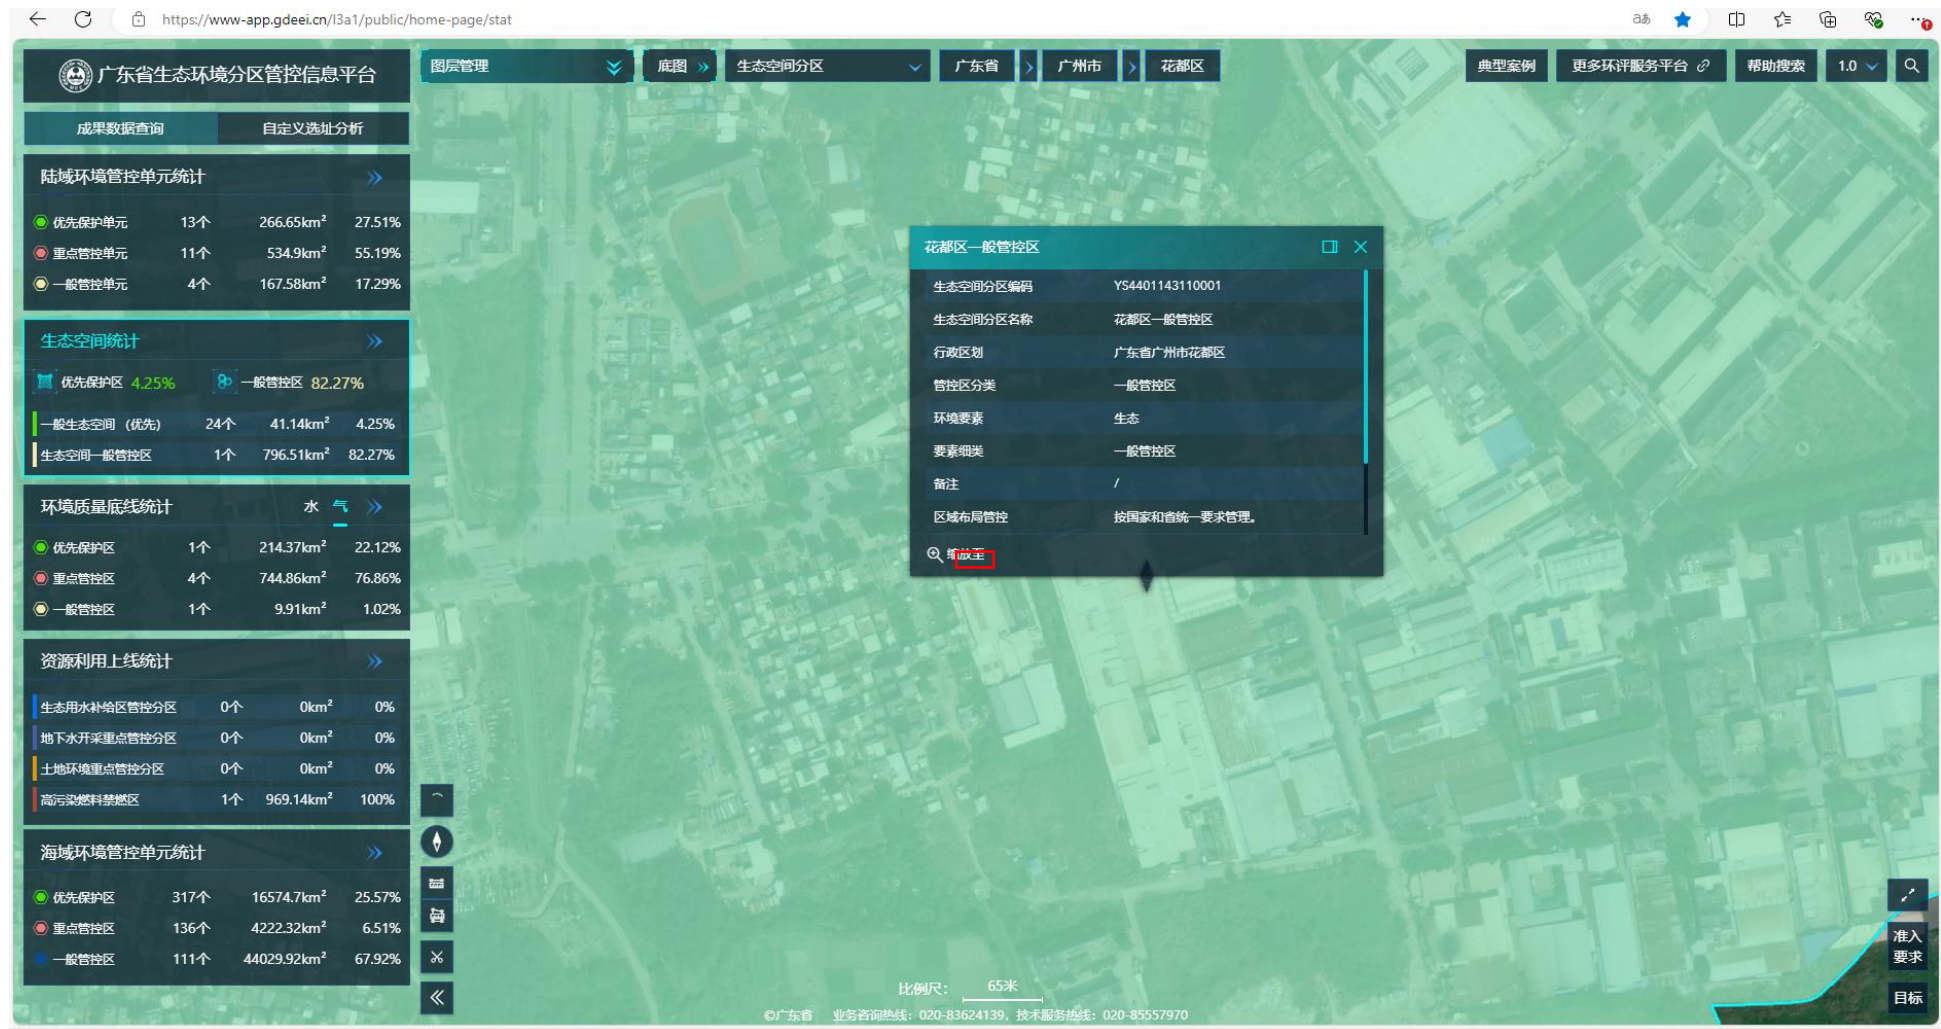 https://www-app.gdeei.cn/l3a1/public/home-page/stat
广东省生态环境分区管控信息平台
图层管理
底图
生态空间分区
广东省
广州市
花都区
典型案例
更多环评服务平台
帮助搜索
1.0
成果数据查询
自定义选址分析
陆域环境管控单元统计
优先保护单元 13个 266.65km² 27.51%
重点管控单元 11个 534.9km² 55.19%
一般管控单元 4个 167.58km² 17.29%
生态空间统计
优先保护区 4.25% 一般管控区 82.27%
一般生态空间（优先） 24个 41.14km² 4.25%
生态空间一般管控区 1个 796.51km² 82.27%
环境质量底线统计 水 气
优先保护区 1个 214.37km² 22.12%
重点管控区 4个 744.86km² 76.86%
一般管控区 1个 9.91km² 1.02%
资源利用上线统计
生态用水补给区管控分区 0个 0km² 0%
地下水开采重点管控分区 0个 0km² 0%
土地环境重点管控分区 0个 0km² 0%
高污染燃料禁燃区 1个 969.14km² 100%
海域环境管控单元统计
优先保护区 317个 16574.7km² 25.57%
重点管控区 136个 4222.32km² 6.51%
一般管控区 111个 44029.92km² 67.92%
花都区一般管控区
生态空间分区编码 YS4401143110001
生态空间分区名称 花都区一般管控区
行政区划 广东省广州市花都区
管控区分类 一般管控区
环境要素 生态
要素细类 一般管控区
备注 /
区域布局管控 按国家和省统一要求管理。
缩放至
准入
要求
目标
比例尺： 65米
©广东省 业务咨询热线：020-83624139，技术服务热线：020-85557970